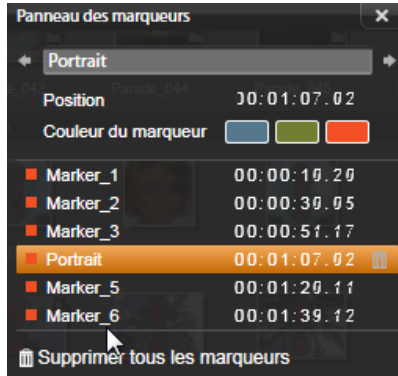 Panneau des marqueurs
Portrait
Position 00:01:07.02
Couleur du marqueur
Marker_1 00:00:10.20
Marker_2 00:00:30.05
Marker_3 00:00:51.17
Portrait 00:01:07.02
Marker_5 00:01:20.11
Marker_6 00:01:39.12
Supprimer tous les marqueurs